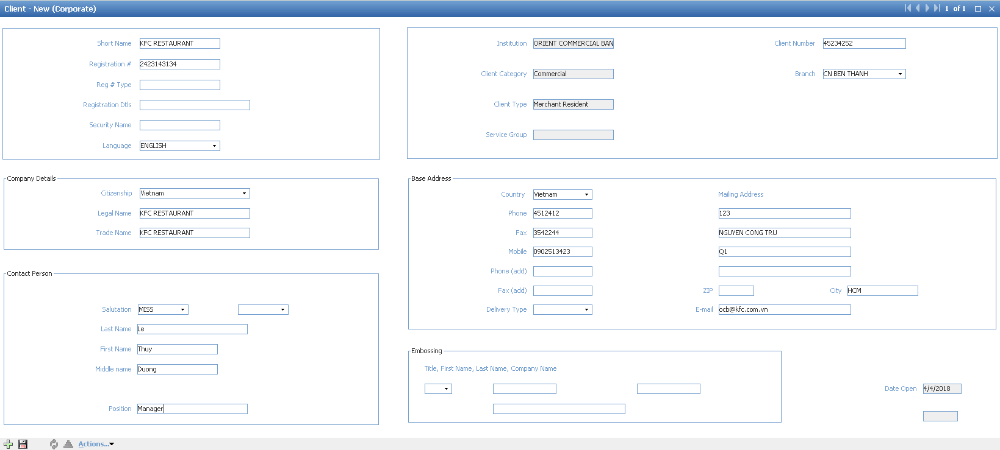 Client - New (Corporate)
1 of 1
Short Name KFC RESTAURANT
Registration # 2423143134
Reg # Type
Registration Dtls
Security Name
Language ENGLISH
Institution ORIENT COMMERCIAL BAN
Client Number 45234252
Client Category Commercial
Branch CN BEN THANH
Client Type Merchant Resident
Service Group
Company Details
Citizenship Vietnam
Legal Name KFC RESTAURANT
Trade Name KFC RESTAURANT
Base Address
Country Vietnam
Mailing Address
Phone 4512412
123
Fax 3542244
NGUYEN CONG TRU
Mobile 0902513423
Q1
Phone (add)
Fax (add)
ZIP
City HCM
Delivery Type
E-mail ocb@kfc.com.vn
Contact Person
Salutation MISS
Last Name Le
First Name Thuy
Middle name Duong
Position Manager
Embossing
Title, First Name, Last Name, Company Name
Date Open 4/4/2018
Actions...